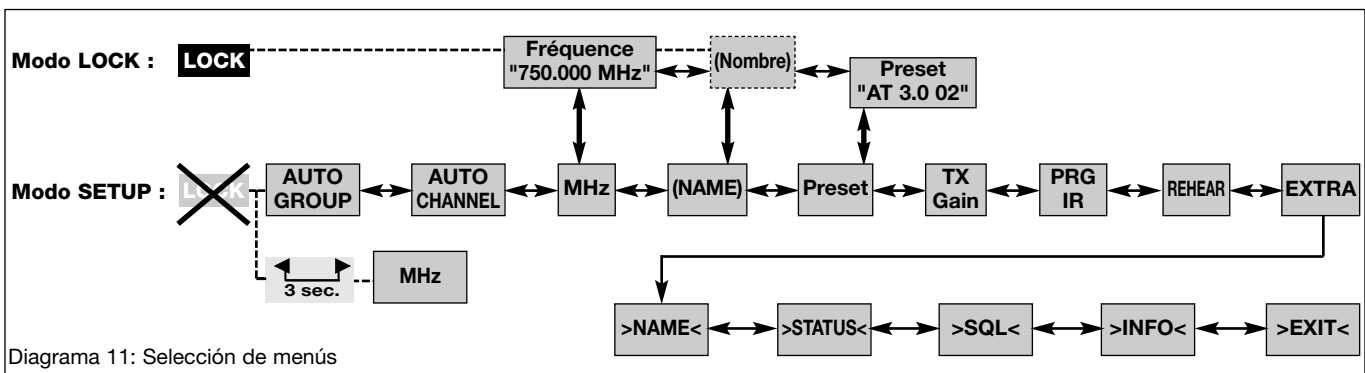 Modo LOCK :
LOCK
Fréquence
"750.000 MHz"
(Nombre)
Preset
"AT 3.0 02"
Modo SETUP :
LOCK
AUTO
GROUP
AUTO
CHANNEL
MHz
(NAME)
Preset
TX
Gain
PRG
IR
REHEAR
EXTRA
3 sec.
MHz
>NAME<
>STATUS<
>SQL<
>INFO<
>EXIT<
Diagrama 11: Selección de menús